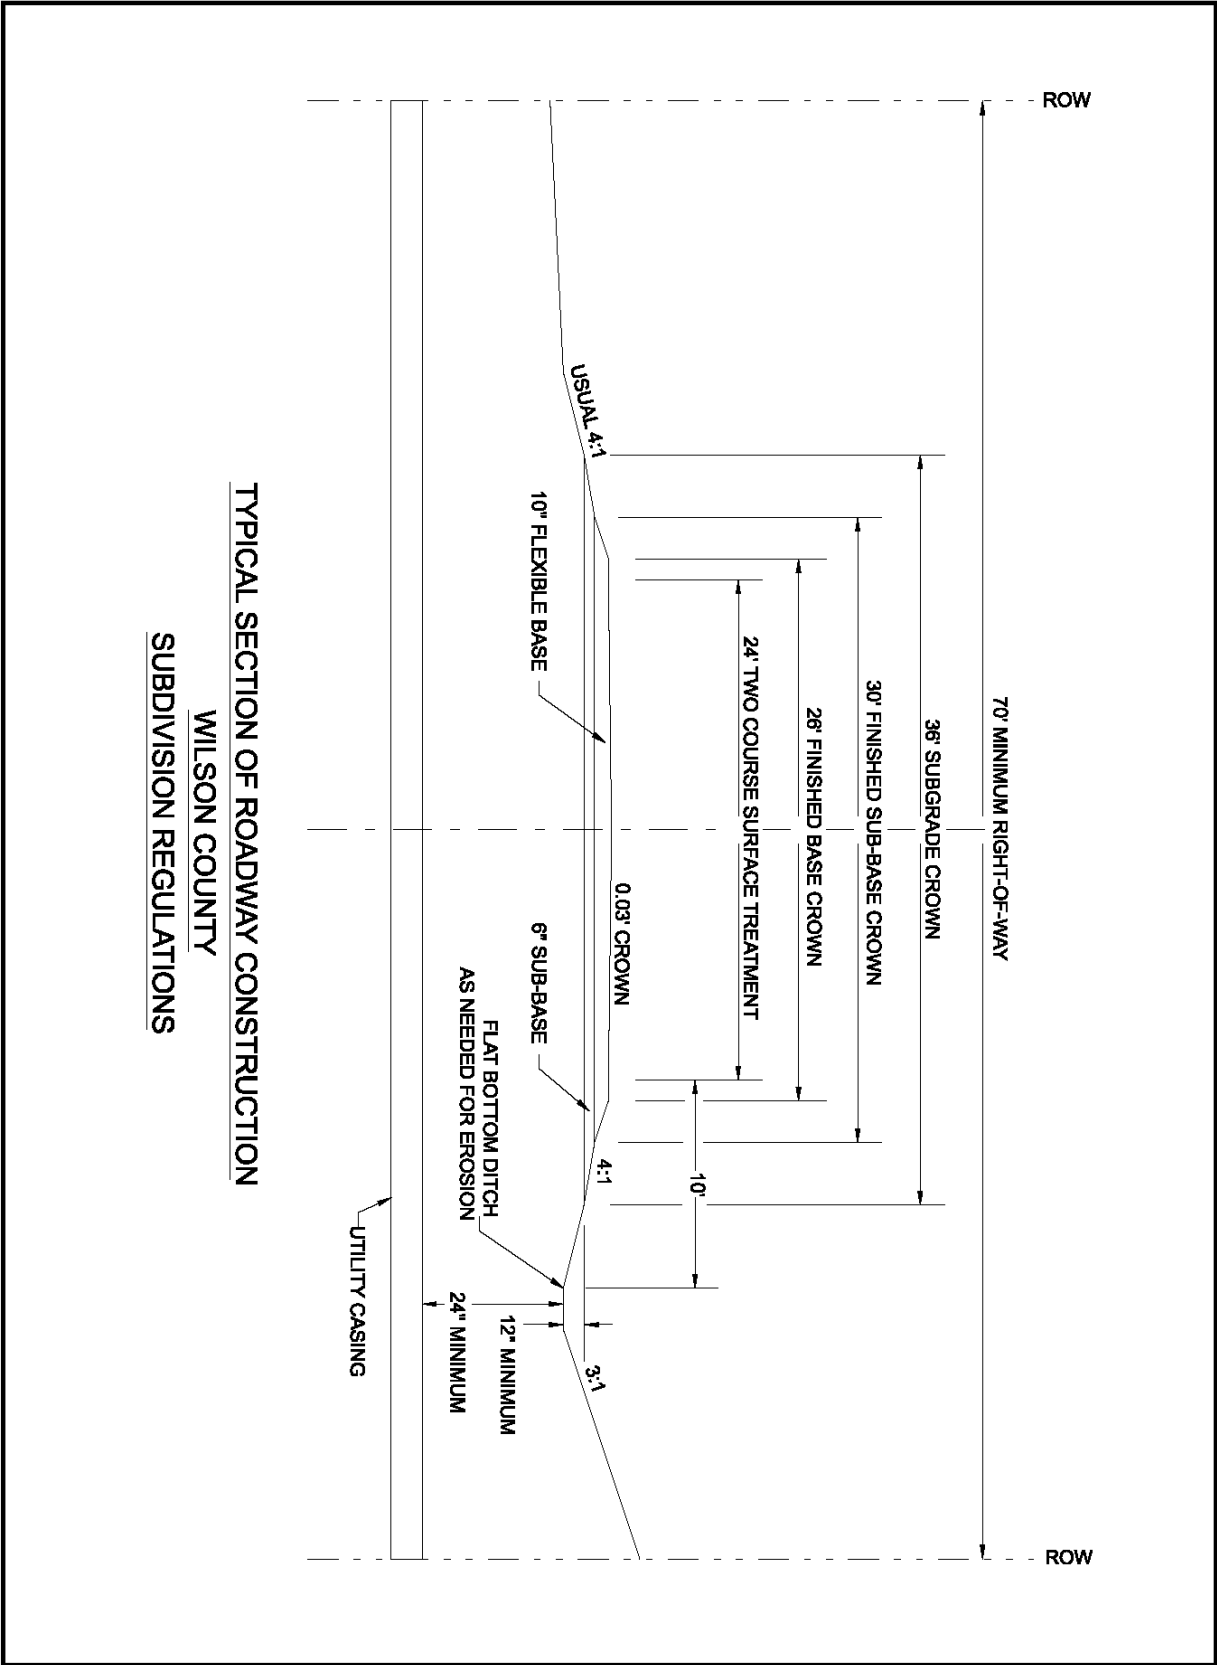 ROW
ROW
70' MINIMUM RIGHT-OF-WAY
36' SUBGRADE CROWN
30' FINISHED SUB-BASE CROWN
26' FINISHED BASE CROWN
24' TWO COURSE SURFACE TREATMENT
10'
USUAL 4:1
0.03' CROWN
4:1
3:1
10" FLEXIBLE BASE
6" SUB-BASE
FLAT BOTTOM DITCH
AS NEEDED FOR EROSION
12" MINIMUM
24" MINIMUM
UTILITY CASING
TYPICAL SECTION OF ROADWAY CONSTRUCTION
WILSON COUNTY
SUBDIVISION REGULATIONS